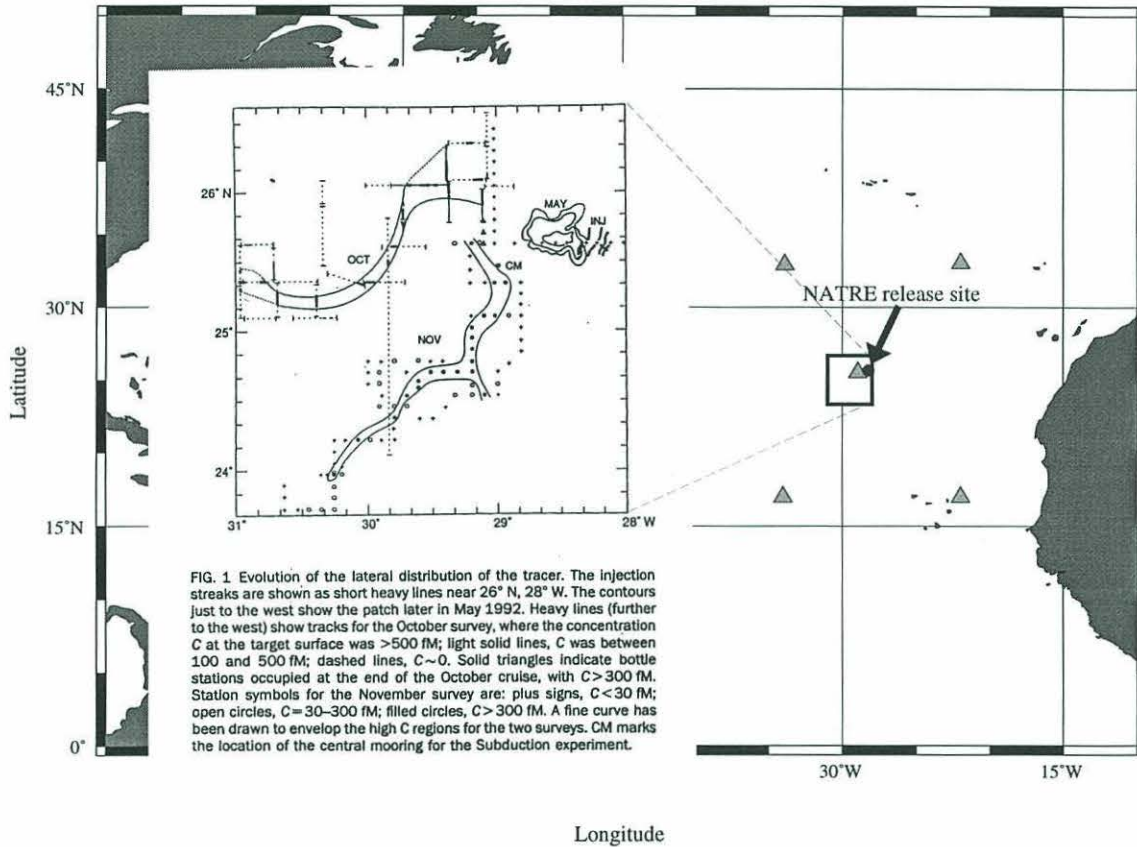 45°N
30°N
15°N
0°
Latitude
26° N
25°
24°
31°
30°
29°
28° W
OCT
NOV
MAY
INJ
CM
NATRE release site
FIG. 1 Evolution of the lateral distribution of the tracer. The injection
streaks are shown as short heavy lines near 26° N, 28° W. The contours
just to the west show the patch later in May 1992. Heavy lines (further
to the west) show tracks for the October survey, where the concentration
C at the target surface was >500 fM; light solid lines, C was between
100 and 500 fM; dashed lines, C~0. Solid triangles indicate bottle
stations occupied at the end of the October cruise, with C>300 fM.
Station symbols for the November survey are: plus signs, C<30 fM;
open circles, C=30–300 fM; filled circles, C>300 fM. A fine curve has
been drawn to envelop the high C regions for the two surveys. CM marks
the location of the central mooring for the Subduction experiment.
30°W
15°W
Longitude